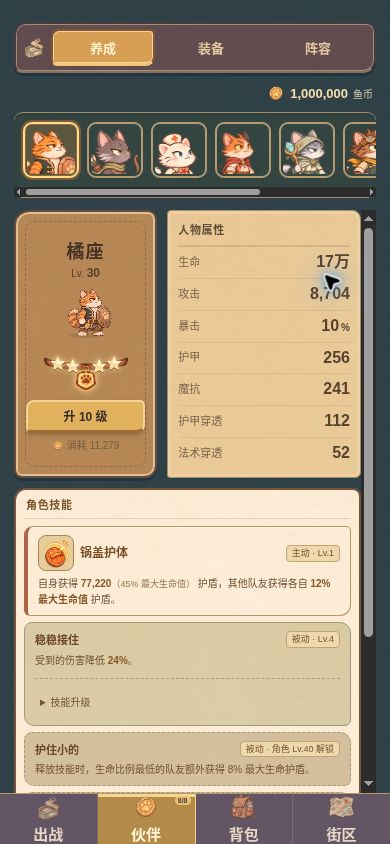 养成
装备
阵容
1,000,000 鱼币
橘座
Lv. 30
升 10 级
消耗 11,279
人物属性
生命 17万
攻击 8,704
暴击 10 %
护甲 256
魔抗 241
护甲穿透 112
法术穿透 52
角色技能
锅盖护体 主动 · Lv.1
自身获得 77,220（45% 最大生命值） 护盾，其他队友获得各自 12%
最大生命值 护盾。
稳稳接住 被动 · Lv.4
受到的伤害降低 24%。
▶ 技能升级
护住小的 被动 · 角色 Lv.40 解锁
释放技能时，生命比例最低的队友额外获得 8% 最大生命护盾。
出战
8/8
伙伴
背包
街区